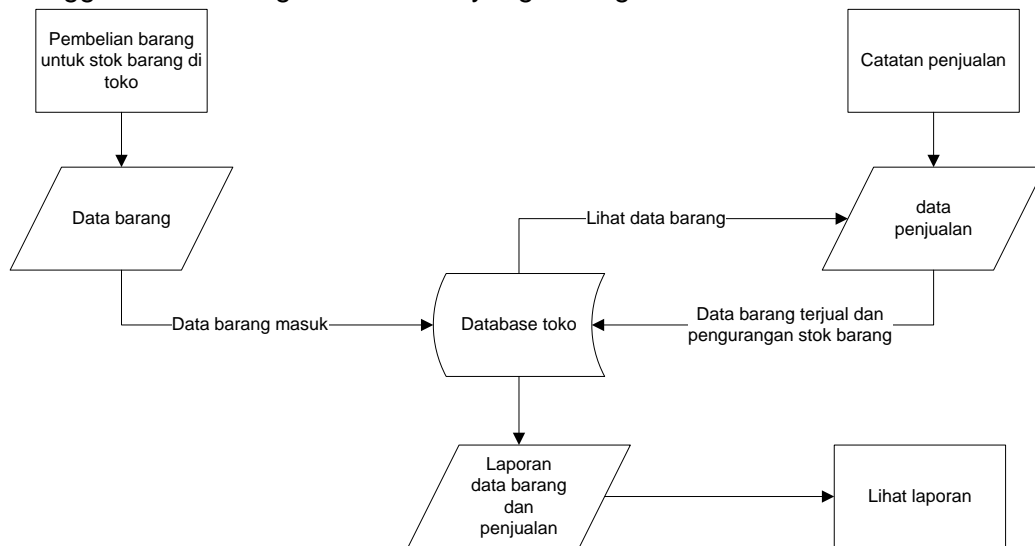 Pembelian barang
untuk stok barang di
toko
Catatan penjualan
Data barang
data
penjualan
Lihat data barang
Data barang masuk
Database toko
Data barang terjual dan
pengurangan stok barang
Laporan
data barang
dan
penjualan
Lihat laporan